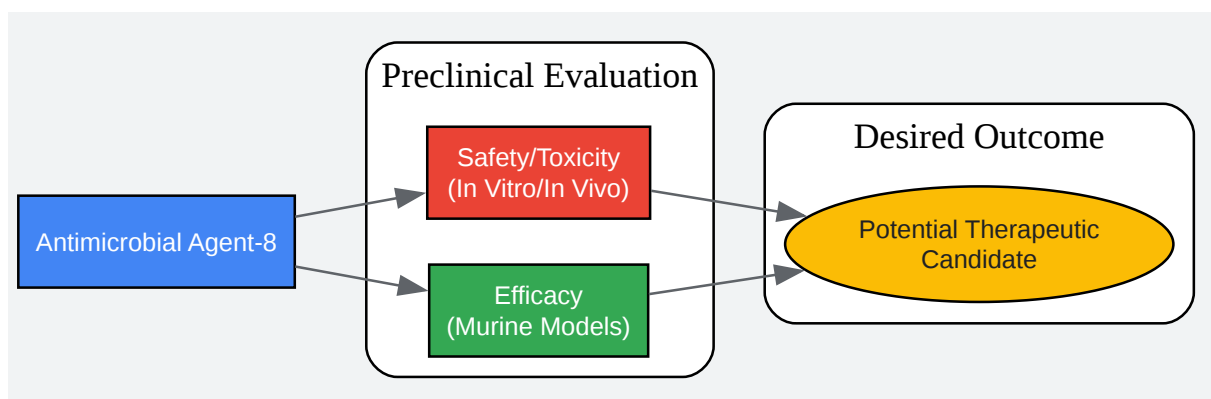 Preclinical Evaluation
Safety/Toxicity
(In Vitro/In Vivo)
Efficacy
(Murine Models)
Antimicrobial Agent-8
Desired Outcome
Potential Therapeutic
Candidate